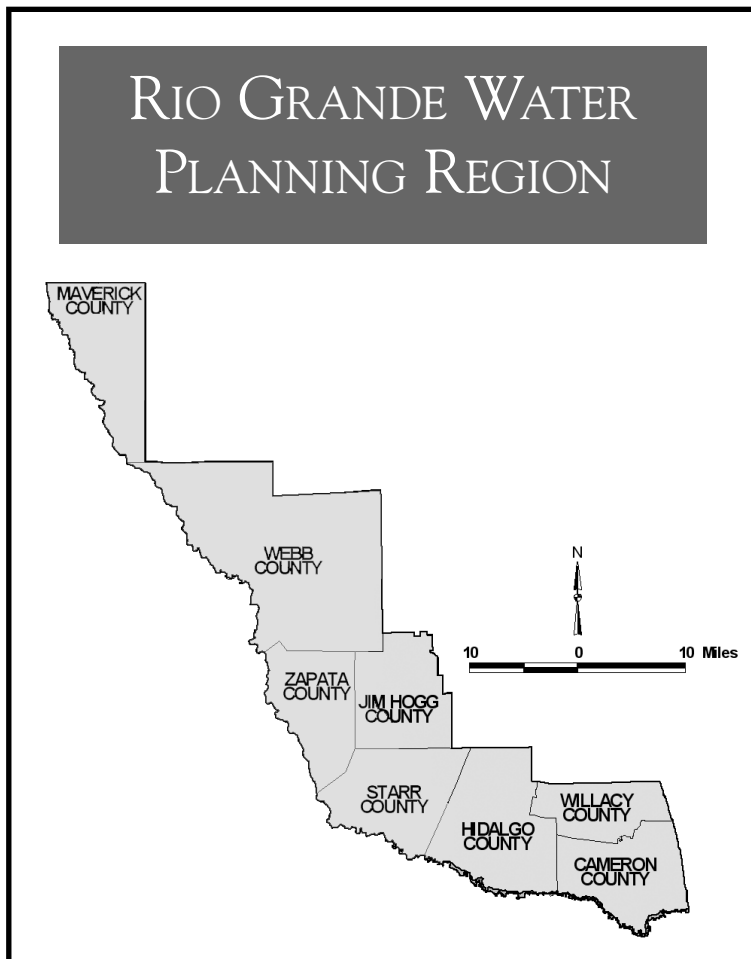 RIO GRANDE WATER
PLANNING REGION
MAVERICK
COUNTY
WEBB
COUNTY
N
10 0 10 Miles
ZAPATA
COUNTY
JIM HOGG
COUNTY
STARR
COUNTY
WILLACY
COUNTY
HIDALGO
COUNTY
CAMERON
COUNTY